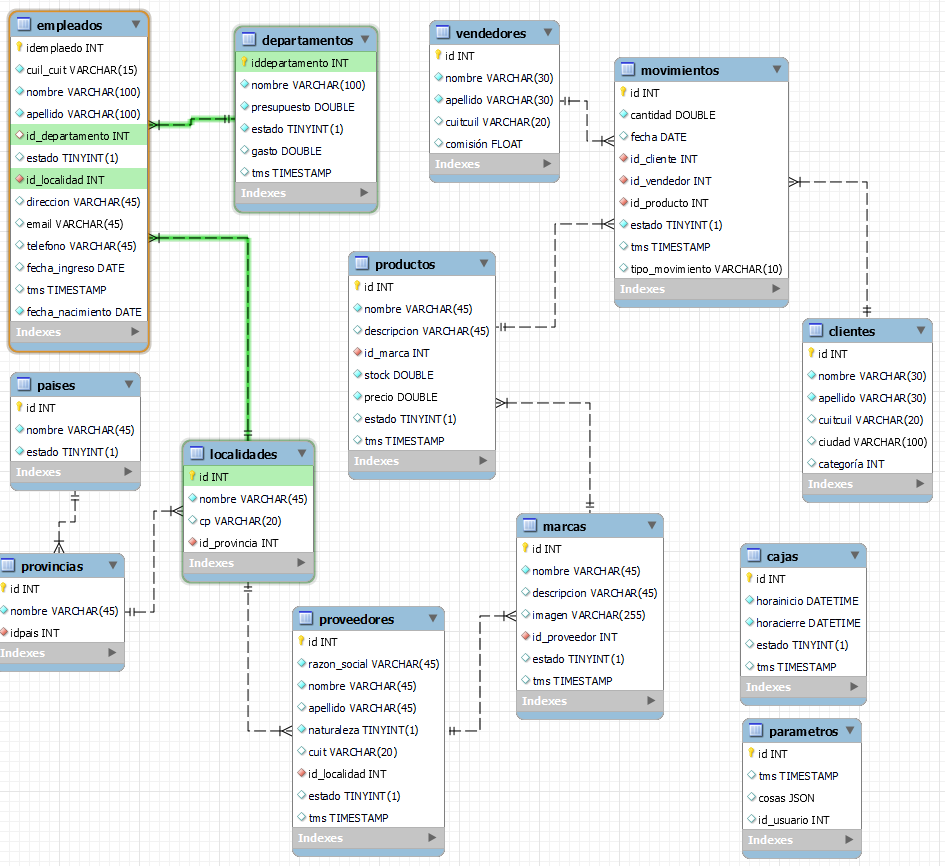 empleados
idemplaedo INT
cuil_cuit VARCHAR(15)
nombre VARCHAR(100)
apellido VARCHAR(100)
id_departamento INT
estado TINYINT(1)
id_localidad INT
direccion VARCHAR(45)
email VARCHAR(45)
telefono VARCHAR(45)
fecha_ingreso DATE
tms TIMESTAMP
fecha_nacimiento DATE
Indexes
departamentos
iddepartamento INT
nombre VARCHAR(100)
presupuesto DOUBLE
estado TINYINT(1)
gasto DOUBLE
tms TIMESTAMP
Indexes
vendedores
id INT
nombre VARCHAR(30)
apellido VARCHAR(30)
cuitcuil VARCHAR(20)
comisión FLOAT
Indexes
movimientos
id INT
cantidad DOUBLE
fecha DATE
id_cliente INT
id_vendedor INT
id_producto INT
estado TINYINT(1)
tms TIMESTAMP
tipo_movimiento VARCHAR(10)
Indexes
productos
id INT
nombre VARCHAR(45)
descripcion VARCHAR(45)
id_marca INT
stock DOUBLE
precio DOUBLE
estado TINYINT(1)
tms TIMESTAMP
Indexes
clientes
id INT
nombre VARCHAR(30)
apellido VARCHAR(30)
cuitcuil VARCHAR(20)
ciudad VARCHAR(100)
categoría INT
Indexes
paises
id INT
nombre VARCHAR(45)
estado TINYINT(1)
Indexes
localidades
id INT
nombre VARCHAR(45)
cp VARCHAR(20)
id_provincia INT
Indexes
provincias
id INT
nombre VARCHAR(45)
idpais INT
Indexes
proveedores
id INT
razon_social VARCHAR(45)
nombre VARCHAR(45)
apellido VARCHAR(45)
naturaleza TINYINT(1)
cuit VARCHAR(20)
id_localidad INT
estado TINYINT(1)
tms TIMESTAMP
Indexes
marcas
id INT
nombre VARCHAR(45)
descripcion VARCHAR(45)
imagen VARCHAR(255)
id_proveedor INT
estado TINYINT(1)
tms TIMESTAMP
Indexes
cajas
id INT
horainicio DATETIME
horacierre DATETIME
estado TINYINT(1)
tms TIMESTAMP
Indexes
parametros
id INT
tms TIMESTAMP
cosas JSON
id_usuario INT
Indexes